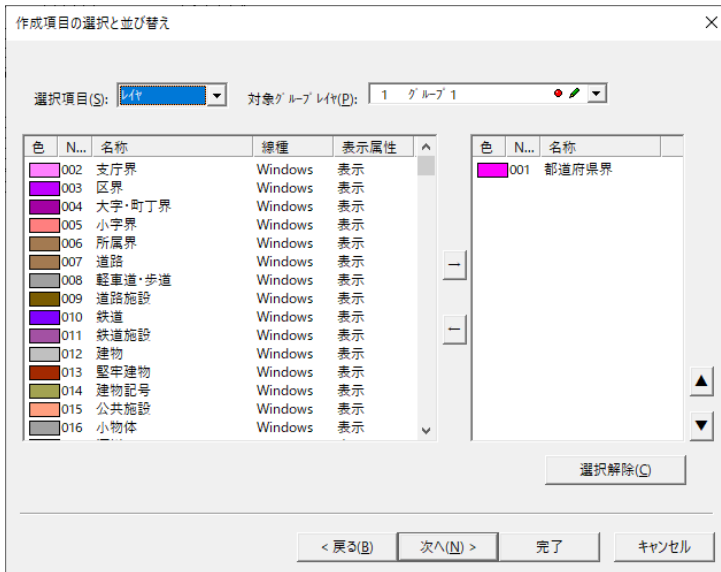 作成項目の選択と並び替え
選択項目(S): レイヤ 対象グループレイヤ(P): 1 グループ1
色 N... 名称 線種 表示属性
002 支庁界 Windows 表示
003 区界 Windows 表示
004 大字・町丁界 Windows 表示
005 小字界 Windows 表示
006 所属界 Windows 表示
007 道路 Windows 表示
008 軽車道・歩道 Windows 表示
009 道路施設 Windows 表示
010 鉄道 Windows 表示
011 鉄道施設 Windows 表示
012 建物 Windows 表示
013 堅牢建物 Windows 表示
014 建物記号 Windows 表示
015 公共施設 Windows 表示
016 小物体 Windows 表示
→
←
色 N... 名称
001 都道府県界
▲
▼
選択解除(C)
< 戻る(B) 次へ(N) > 完了 キャンセル